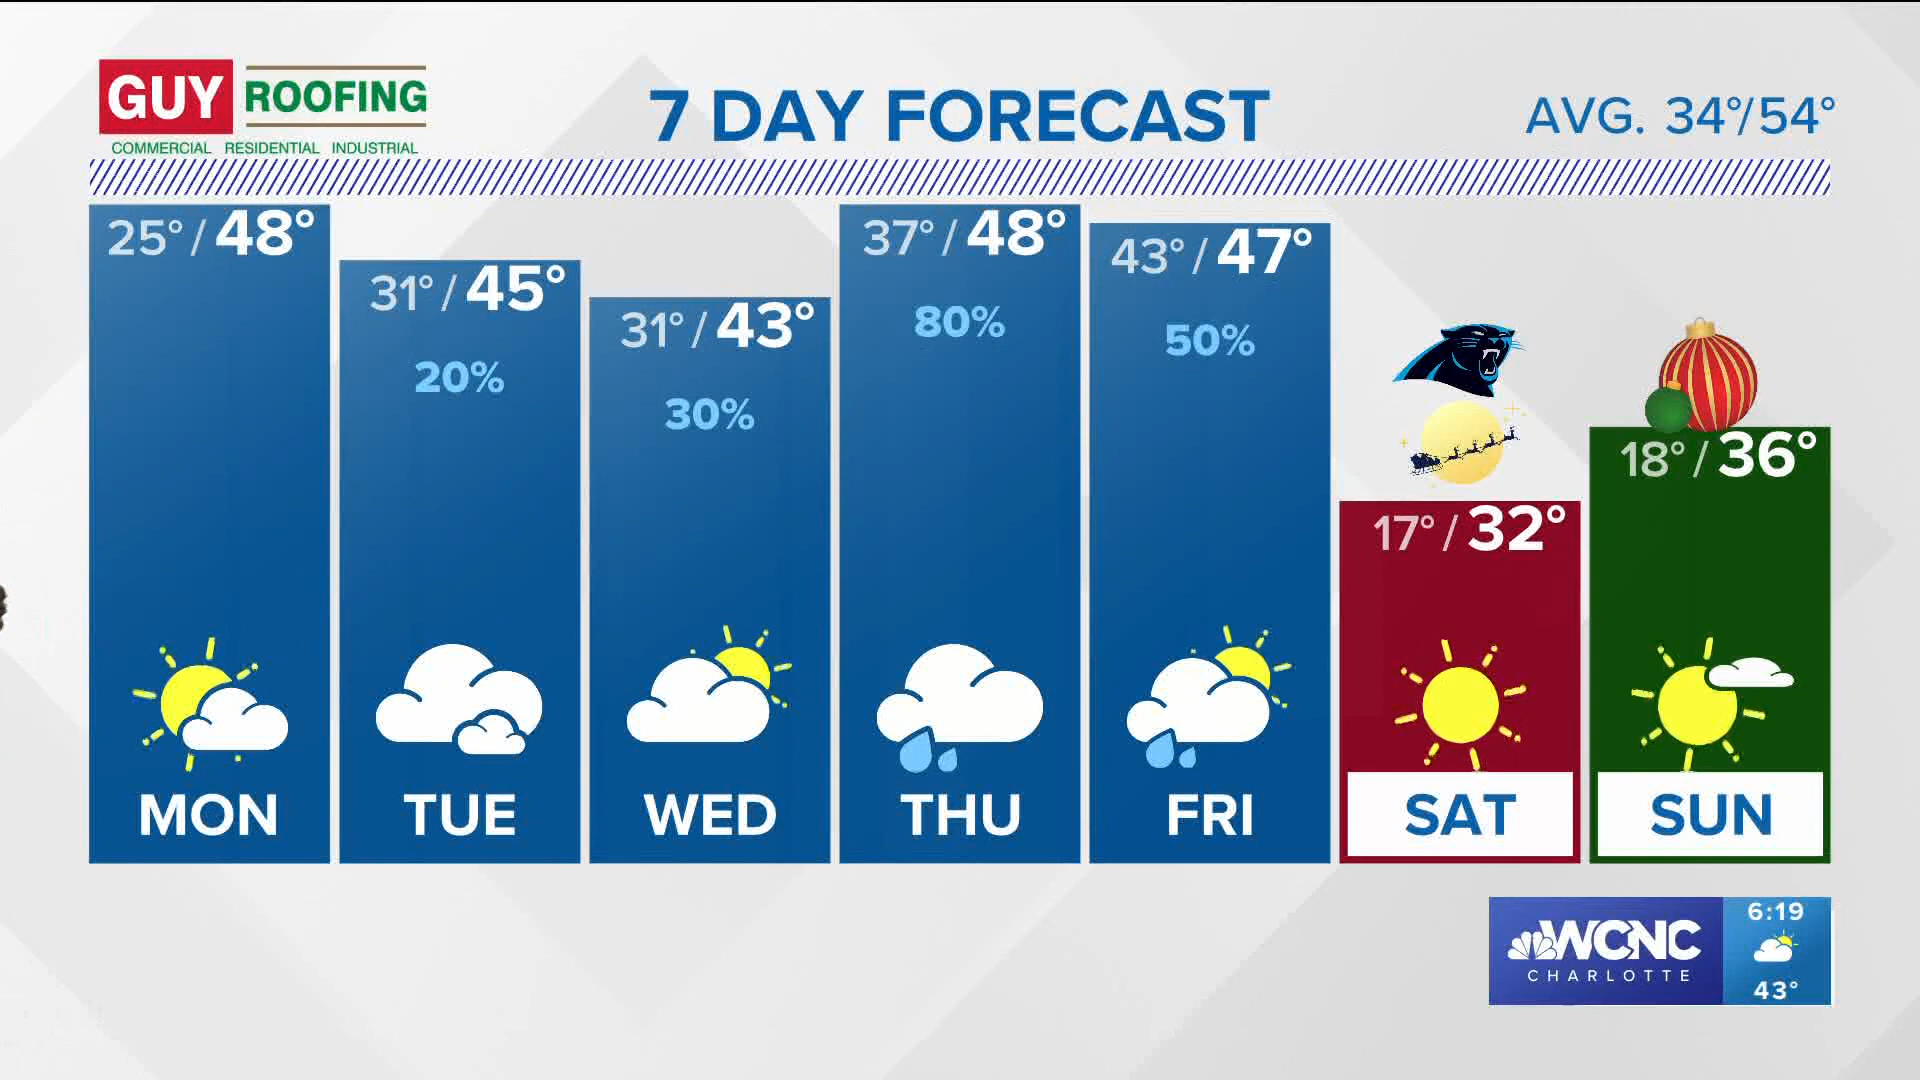 GUY ROOFING
COMMERCIAL RESIDENTIAL INDUSTRIAL
7 DAY FORECAST
AVG. 34°/54°
25° / 48°
MON
31° / 45°
20%
TUE
31° / 43°
30%
WED
37° / 48°
80%
THU
43° / 47°
50%
FRI
17° / 32°
SAT
18° / 36°
SUN
WCNC
CHARLOTTE
6:19
43°